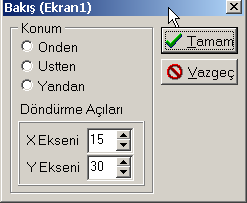 Bakış (Ekran1)
Konum
Onden
Ustten
Yandan
Döndürme Açıları
X Ekseni 15
Y Ekseni 30
Tamam
Vazgeç